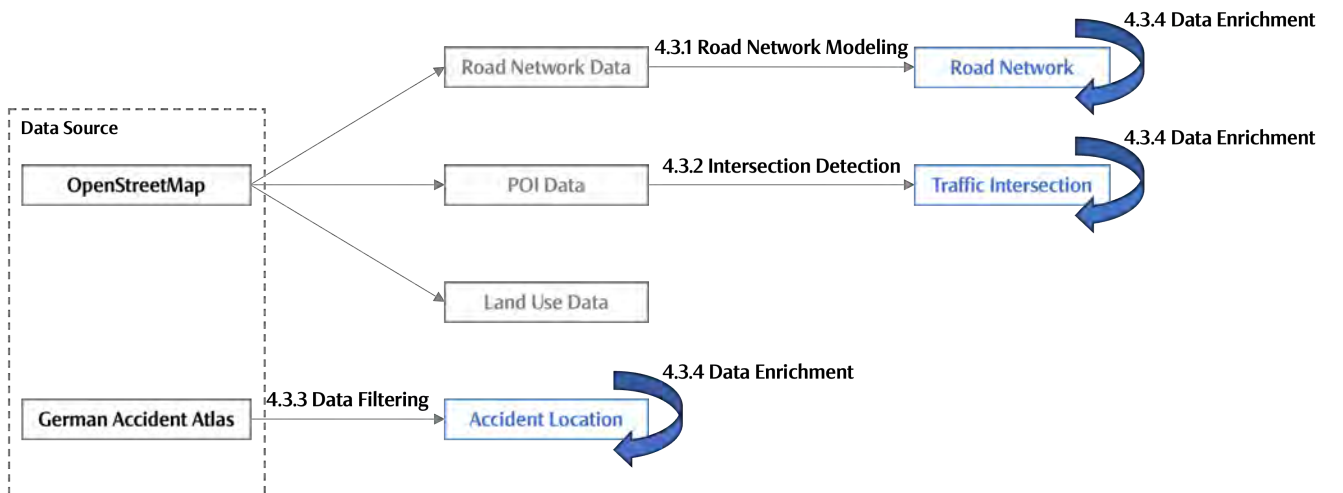 4.3.4 Data Enrichment
4.3.1 Road Network Modeling
Road Network Data
Road Network
Data Source
4.3.4 Data Enrichment
4.3.2 Intersection Detection
OpenStreetMap
POI Data
Traffic Intersection
Land Use Data
4.3.4 Data Enrichment
4.3.3 Data Filtering
German Accident Atlas
Accident Location